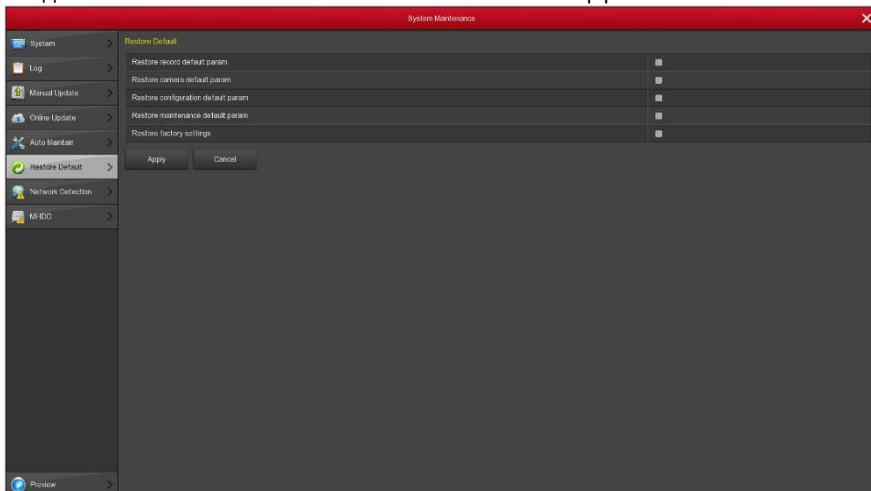 System Maintenance
System
Log
Manual Update
Online Update
Auto Maintain
Restore Default
Network Detection
MHDD
Preview
Restore Default
Restore record default param
Restore camera default param
Restore configuration default param
Restore maintenance default param
Restore factory settings
Apply
Cancel